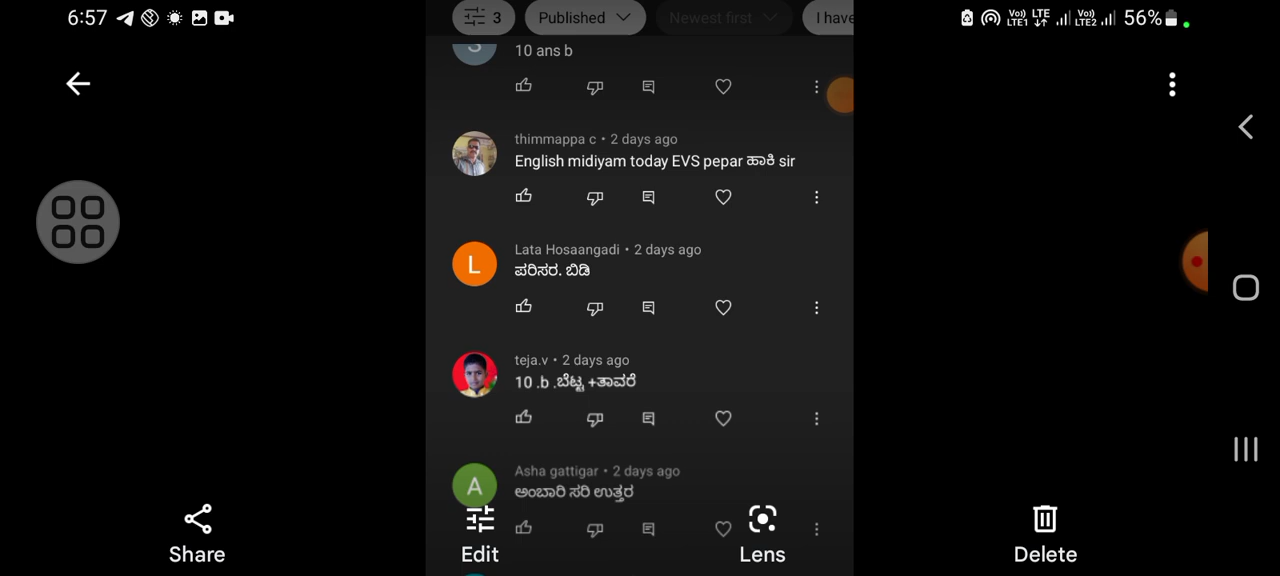 6:57
56%
3
Published
Newest first
I have
S
10 ans b
thimmappa c • 2 days ago
English midiyam today EVS pepar ಹಾಕಿ sir
L
Lata Hosaangadi • 2 days ago
ಪರಿಸರ. ಬಿಡಿ
teja.v • 2 days ago
10 .b .ಬೆಟ್ಟ +ತಾವರೆ
A
Asha gattigar • 2 days ago
ಅಂಬಾರಿ ಸರಿ ಉತ್ತರ
Share
Edit
Lens
Delete